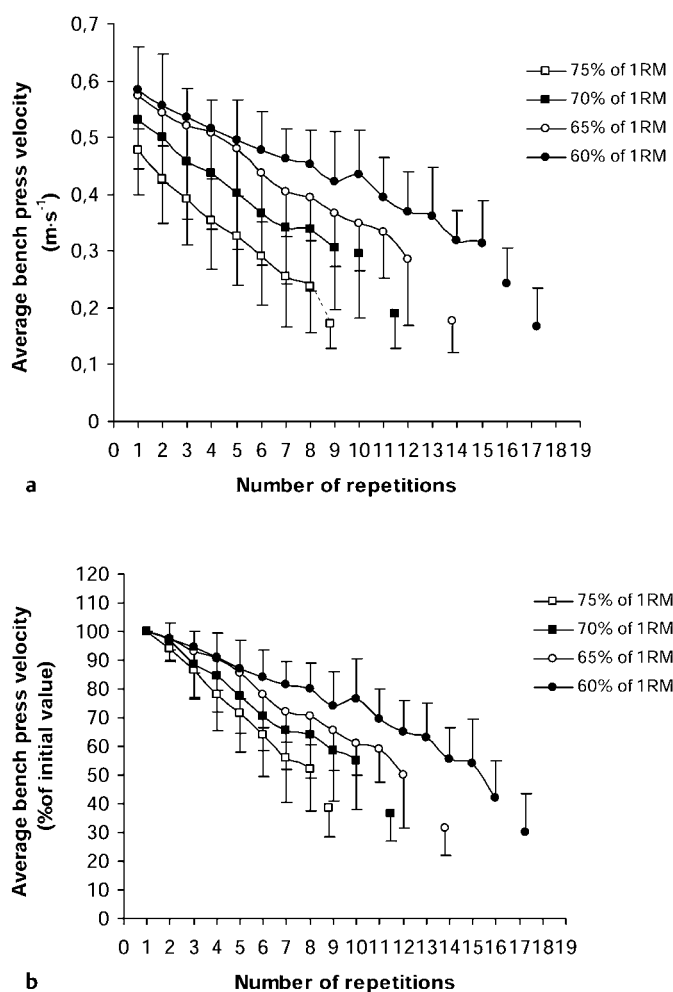 0,7
0,6
0,5
0,4
0,3
0,2
0,1
0
Average bench press velocity
(m·s⁻¹)
75% of 1RM
70% of 1RM
65% of 1RM
60% of 1RM
0 1 2 3 4 5 6 7 8 9 10 11 12 13 14 15 16 17 18 19
a
Number of repetitions
120
110
100
90
80
70
60
50
40
30
20
10
0
Average bench press velocity
(%of initial value)
75% of 1RM
70% of 1RM
65% of 1RM
60% of 1RM
0 1 2 3 4 5 6 7 8 9 10 11 12 13 14 15 16 17 18 19
b
Number of repetitions